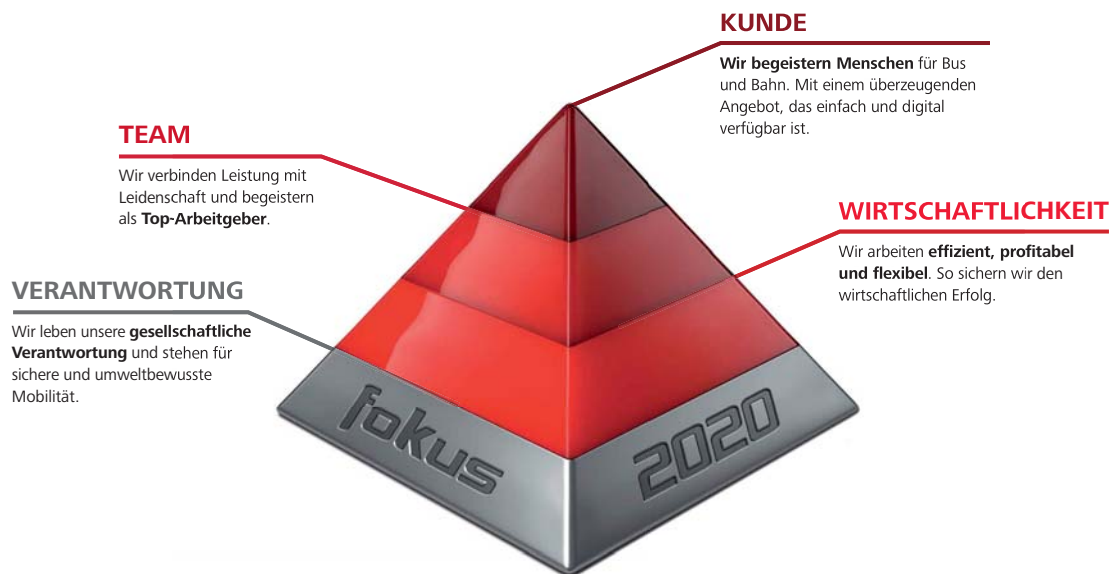 KUNDE
Wir begeistern Menschen für Bus
und Bahn. Mit einem überzeugenden
Angebot, das einfach und digital
verfügbar ist.
TEAM
Wir verbinden Leistung mit
Leidenschaft und begeistern
als Top-Arbeitgeber.
WIRTSCHAFTLICHKEIT
Wir arbeiten effizient, profitabel
und flexibel. So sichern wir den
wirtschaftlichen Erfolg.
VERANTWORTUNG
Wir leben unsere gesellschaftliche
Verantwortung und stehen für
sichere und umweltbewusste
Mobilität.
fokus
2020